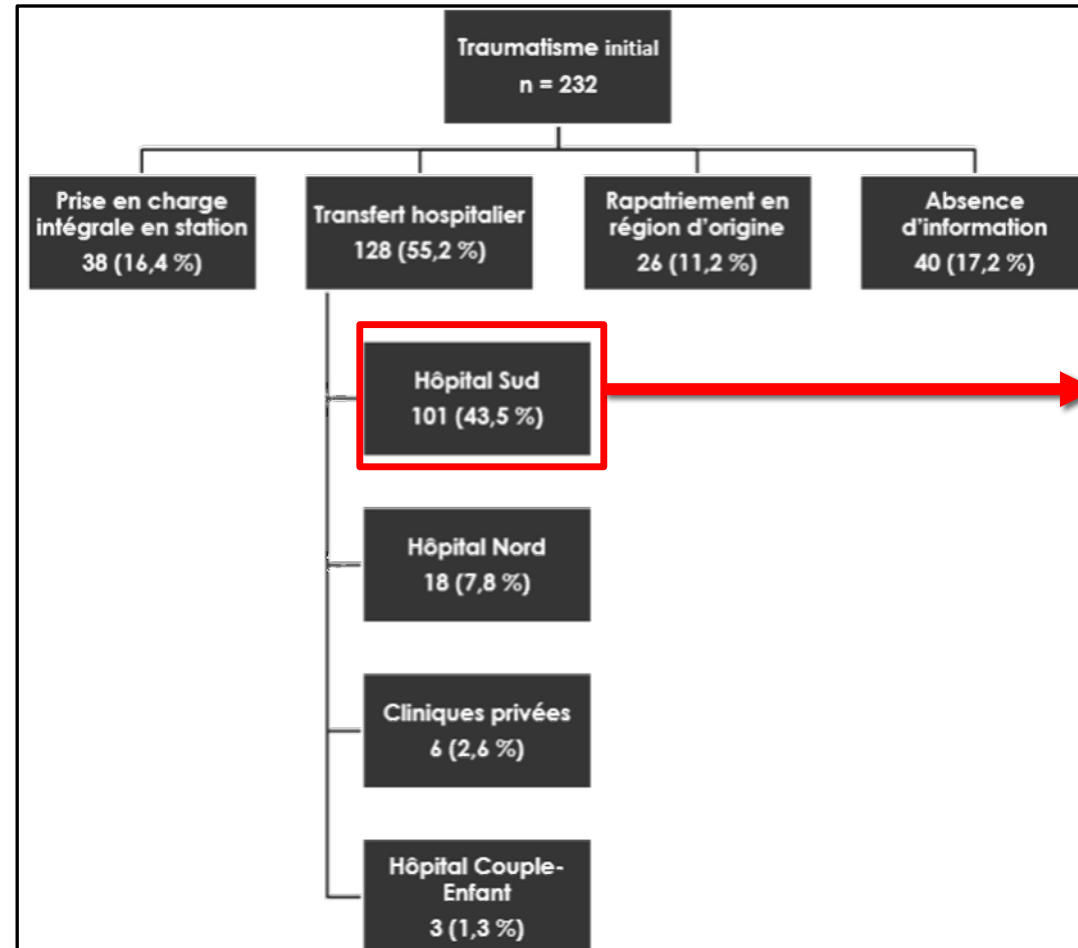 Traumatisme initial
n = 232
Prise en charge
intégrale en station
38 (16,4 %)
Transfert hospitalier
128 (55,2 %)
Rapatriement en
région d'origine
26 (11,2 %)
Absence
d'information
40 (17,2 %)
Hôpital Sud
101 (43,5 %)
Hôpital Nord
18 (7,8 %)
Cliniques privées
6 (2,6 %)
Hôpital Couple-
Enfant
3 (1,3 %)